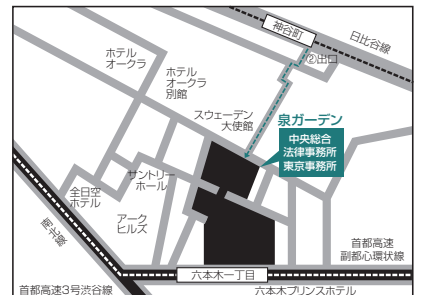 神谷町
日比谷線
②出口
ホテル
オークラ
ホテル
オークラ
別館
スウェーデン
大使館
泉ガーデン
中央総合
法律事務所
東京事務所
サントリー
ホール
全日空
ホテル
アーク
ヒルズ
首都高速
副都心環状線
六本木一丁目
首都高速3号渋谷線
六本木プリンスホテル